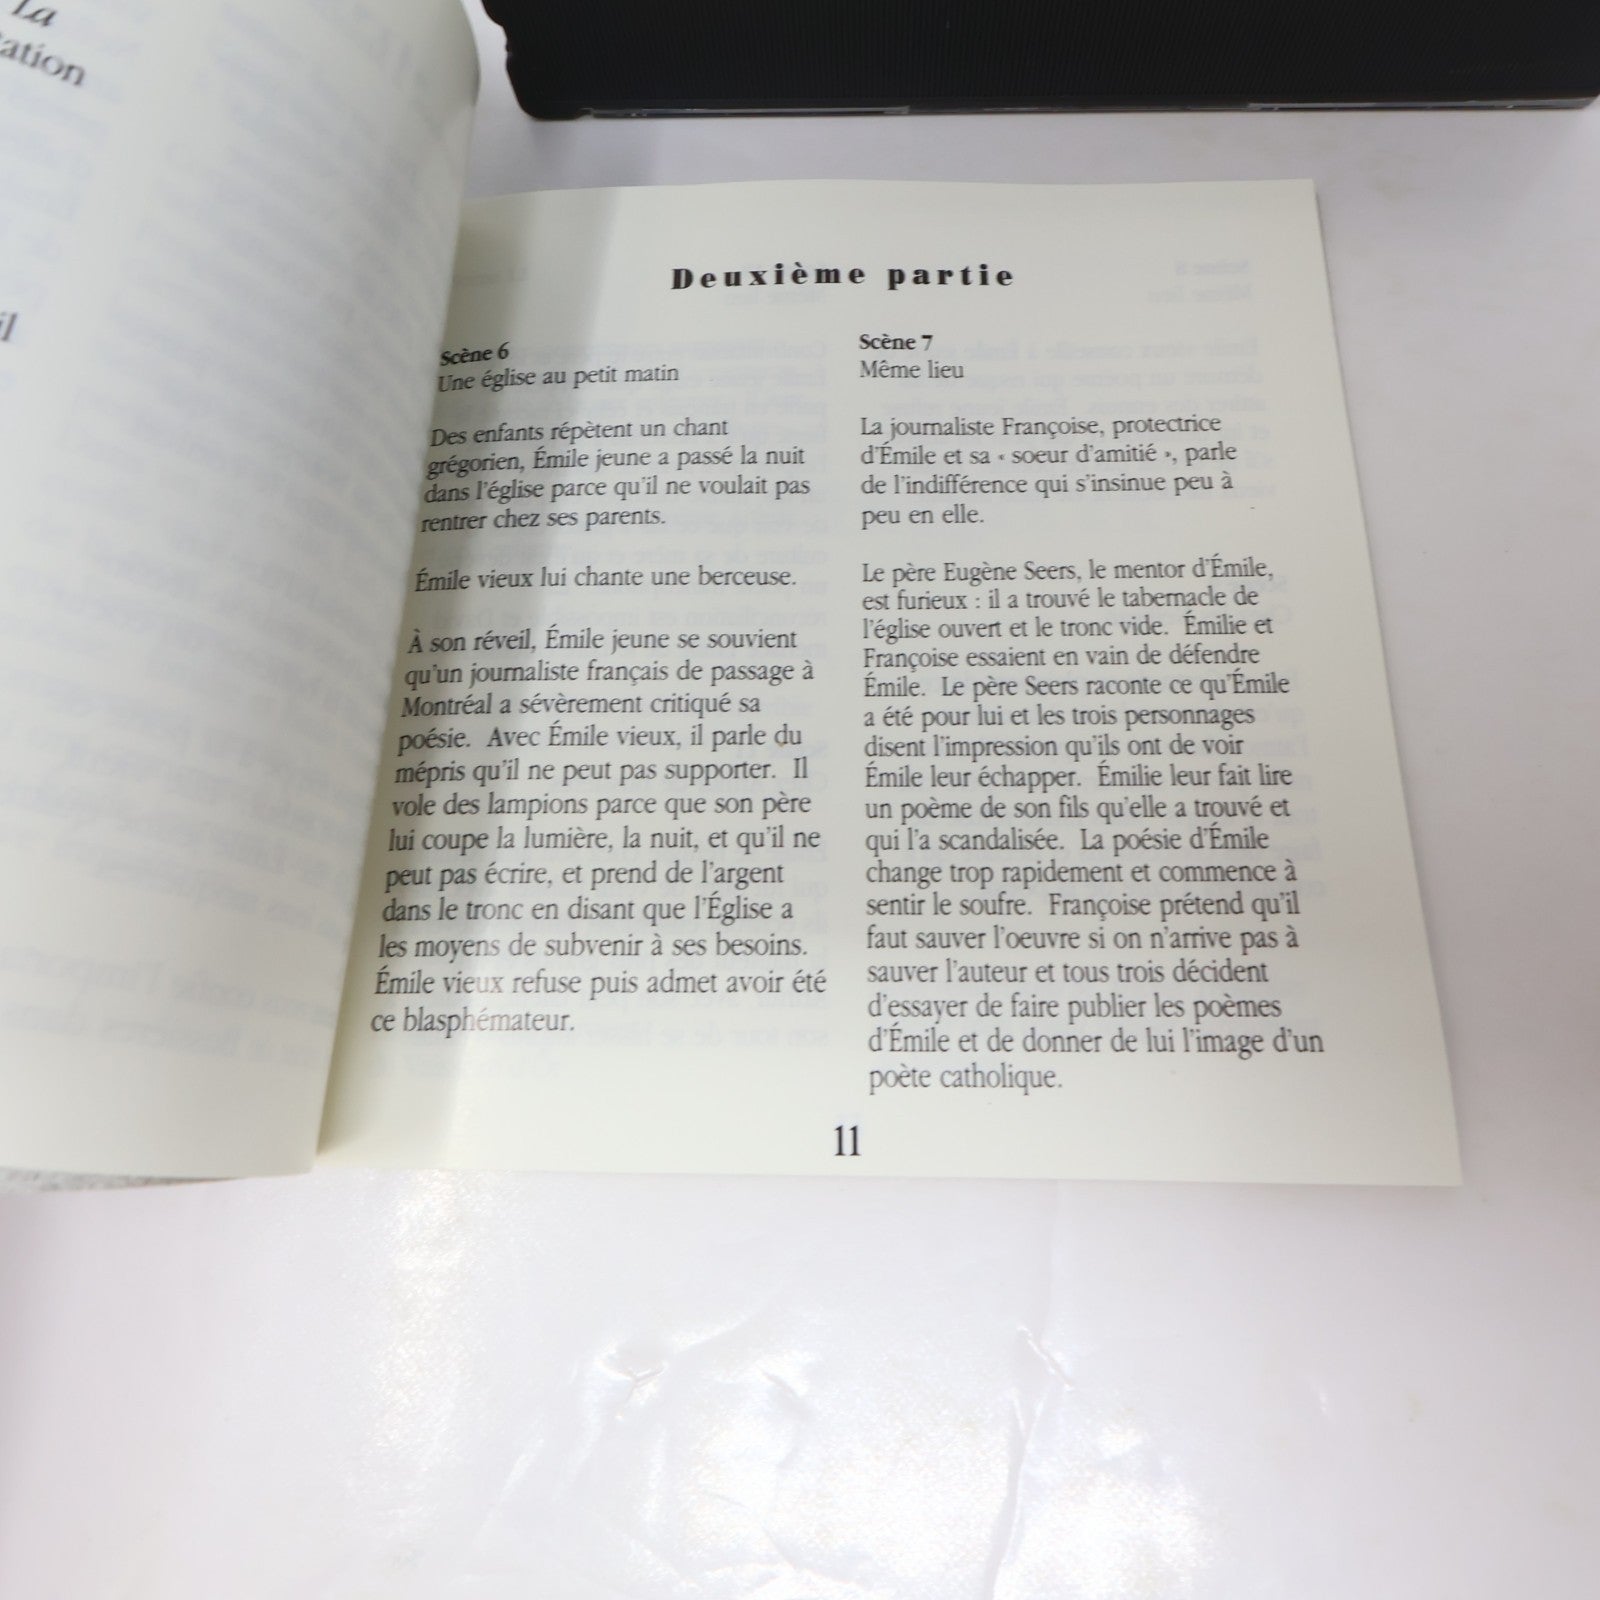 La
ation
il
Deuxième partie
Scène 6
Une église au petit matin
Des enfants répètent un chant
grégorien, Émile jeune a passé la nuit
dans l'église parce qu'il ne voulait pas
rentrer chez ses parents.
Émile vieux lui chante une berceuse.
À son réveil, Émile jeune se souvient
qu'un journaliste français de passage à
Montréal a sévèrement critiqué sa
poésie. Avec Émile vieux, il parle du
mépris qu'il ne peut pas supporter. Il
vole des lampions parce que son père
lui coupe la lumière, la nuit, et qu'il ne
peut pas écrire, et prend de l'argent
dans le tronc en disant que l'Église a
les moyens de subvenir à ses besoins.
Émile vieux refuse puis admet avoir été
ce blasphémateur.
Scène 7
Même lieu
La journaliste Françoise, protectrice
d'Émile et sa « soeur d'amitié », parle
de l'indifférence qui s'insinue peu à
peu en elle.
Le père Eugène Seers, le mentor d'Émile,
est furieux : il a trouvé le tabernacle de
l'église ouvert et le tronc vide. Émilie et
Françoise essaient en vain de défendre
Émile. Le père Seers raconte ce qu'Émile
a été pour lui et les trois personnages
disent l'impression qu'ils ont de voir
Émile leur échapper. Émilie leur fait lire
un poème de son fils qu'elle a trouvé et
qui l'a scandalisée. La poésie d'Émile
change trop rapidement et commence à
sentir le soufre. Françoise prétend qu'il
faut sauver l'oeuvre si on n'arrive pas à
sauver l'auteur et tous trois décident
d'essayer de faire publier les poèmes
d'Émile et de donner de lui l'image d'un
poète catholique.
11